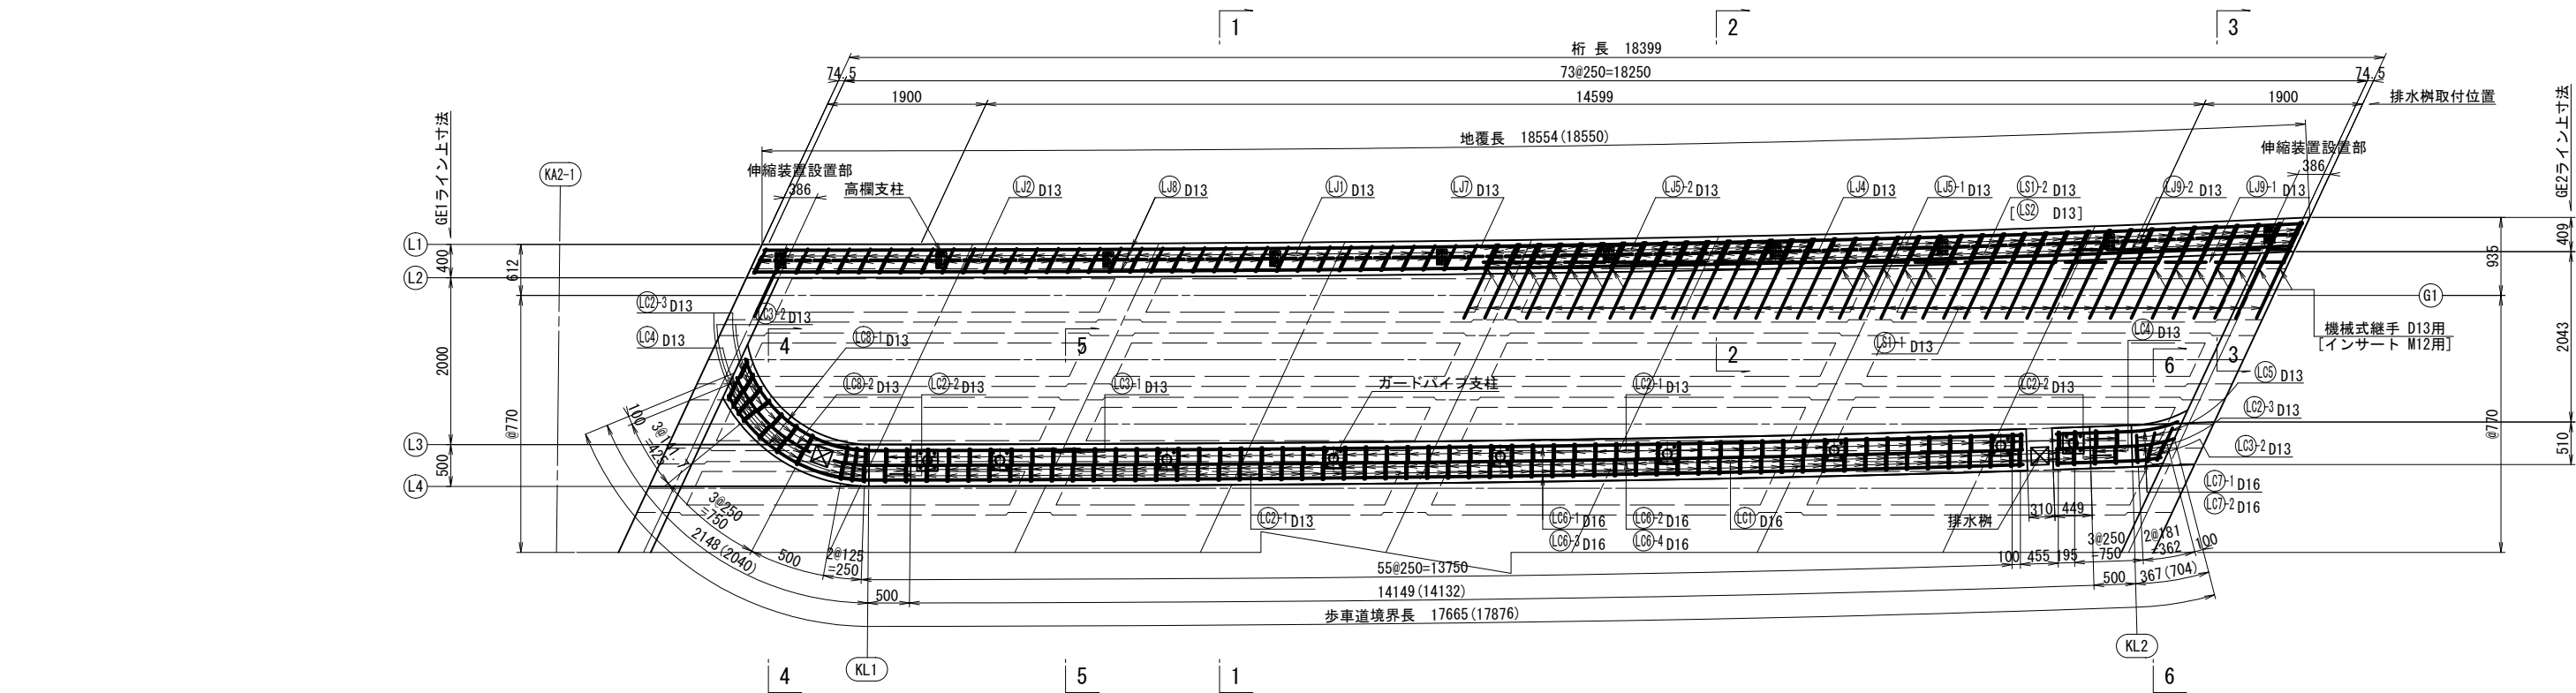 1
2
3
桁 長 18399
74.5
73@250=18250
74.5
1900
14599
1900
排水桝取付位置
GE1ライン上寸法
GE2ライン上寸法
地覆長 18554(18550)
伸縮装置設置部
386
伸縮装置設置部
386
KA2-1
高欄支柱
LJ2 D13
LJ8 D13
LJ1 D13
LJ7 D13
LJ5-2 D13
LJ4 D13
LJ5-1 D13
LS1-2 D13
[LS2 D13]
LJ9-2 D13
LJ9-1 D13
L1
400
L2
612
409
935
G1
LC2-3 D13
LC3-2 D13
LC4 D13
LC8-1 D13
4
5
2
3
LS1-1 D13
LC4 D13
機械式継手 D13用
[インサート M12用]
2000
2043
6
LC5 D13
LC8-2 D13
LC2-2 D13
LC3-1 D13
ガードパイプ支柱
LC2-1 D13
LC2-2 D13
LC2-3 D13
@770
@770
100
3@141.7
=425
L3
500
L4
510
LC3-2 D13
LC7-1 D16
LC7-2 D16
3@250
=750
2148(2040)
500
2@125
=250
LC2-1 D13
LC6-1 D16
LC6-3 D16
LC6-2 D16
LC6-4 D16
LC1 D16
排水桝
310
449
55@250=13750
100
455
195
3@250
=750
2@181
=362
100
500
14149(14132)
500
367(704)
歩車道境界長 17665(17876)
KL1
KL2
4
5
1
6